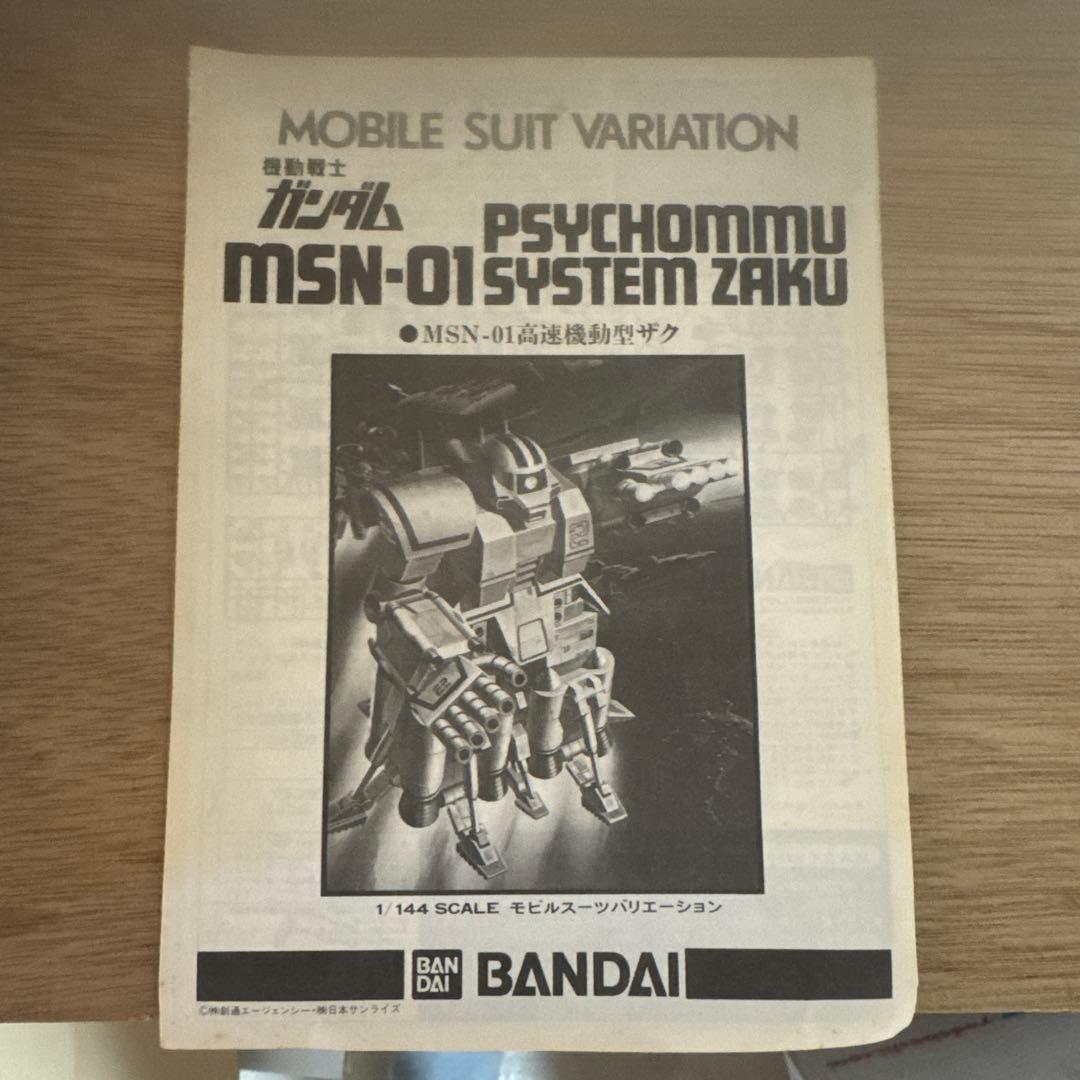 MOBILE SUIT VARIATION
機動戦士
ガンダム
MSN-01 PSYCHOMMU
SYSTEM ZAKU
●MSN-01高速機動型ザク
1/144 SCALE モビルスーツバリエーション
BAN
DAI
BANDAI
©㈱創通エージェンシー・㈱日本サンライズ